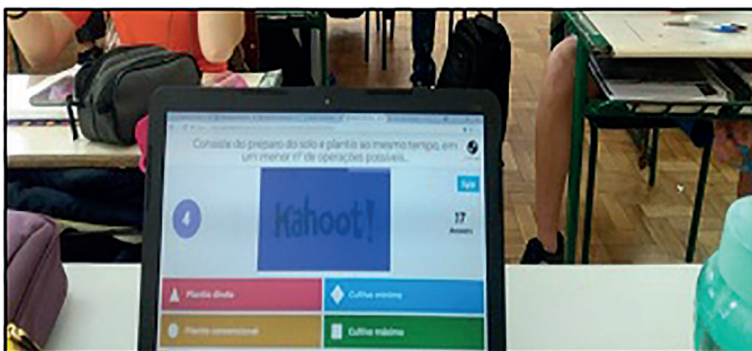 Consiste do preparo do solo e plantio ao mesmo tempo, em
um menor nº de operações possíveis...
Skip
4
Kahoot!
17
Answers
Plantio direto
Cultivo mínimo
Plantio convencional
Cultivo máximo